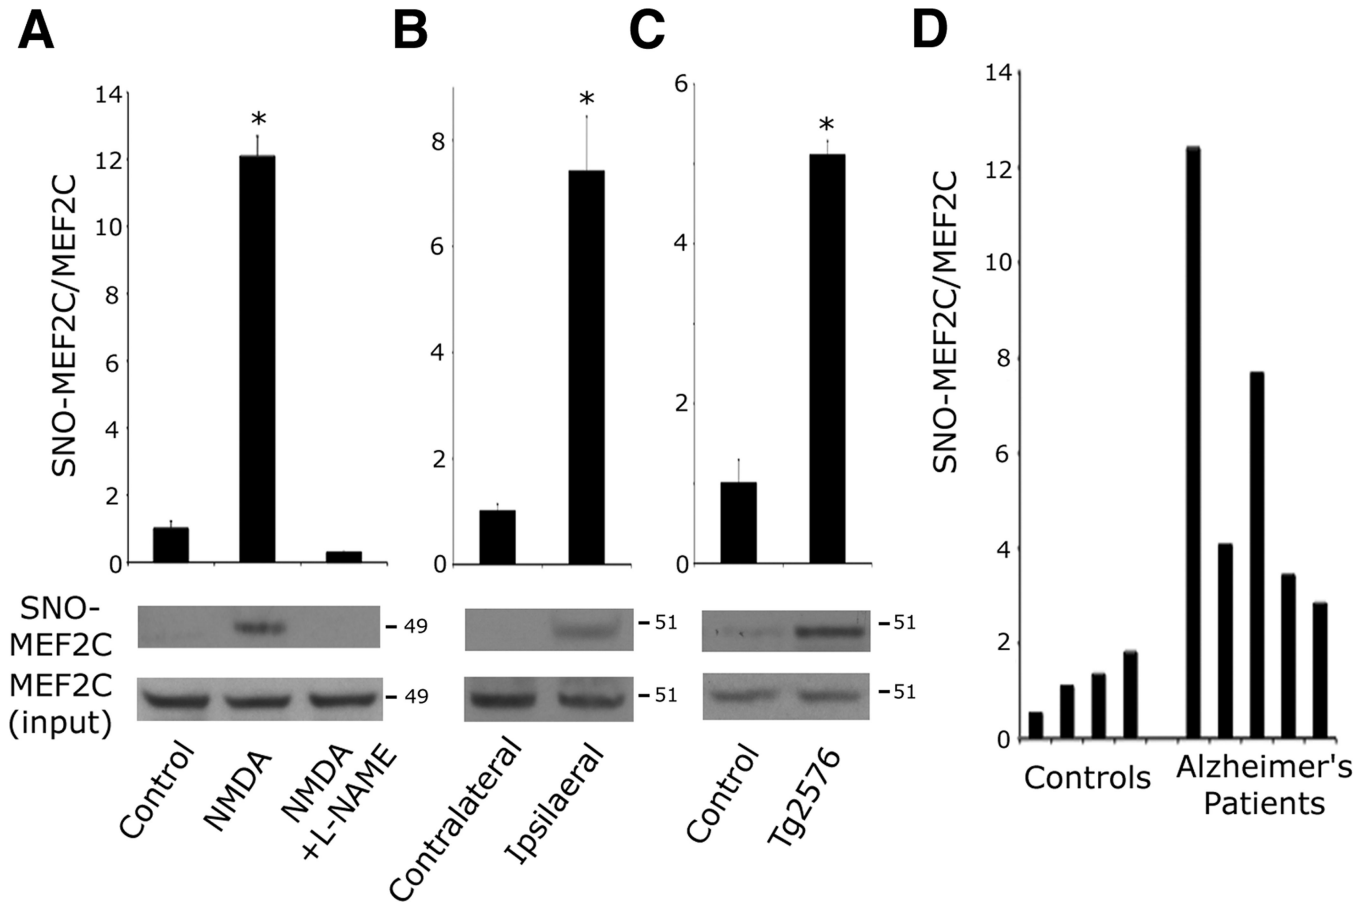 A
B
C
D
SNO-MEF2C/MEF2C
14
12
10
8
6
4
2
0
*
8
6
4
2
0
*
6
4
2
0
*
SNO-MEF2C/MEF2C
14
12
10
8
6
4
2
0
Controls
Alzheimer's
Patients
SNO-
MEF2C
49
51
51
MEF2C
(input)
49
51
51
Control
NMDA
NMDA
+L-NAME
Contralateral
Ipsilaeral
Control
Tg2576